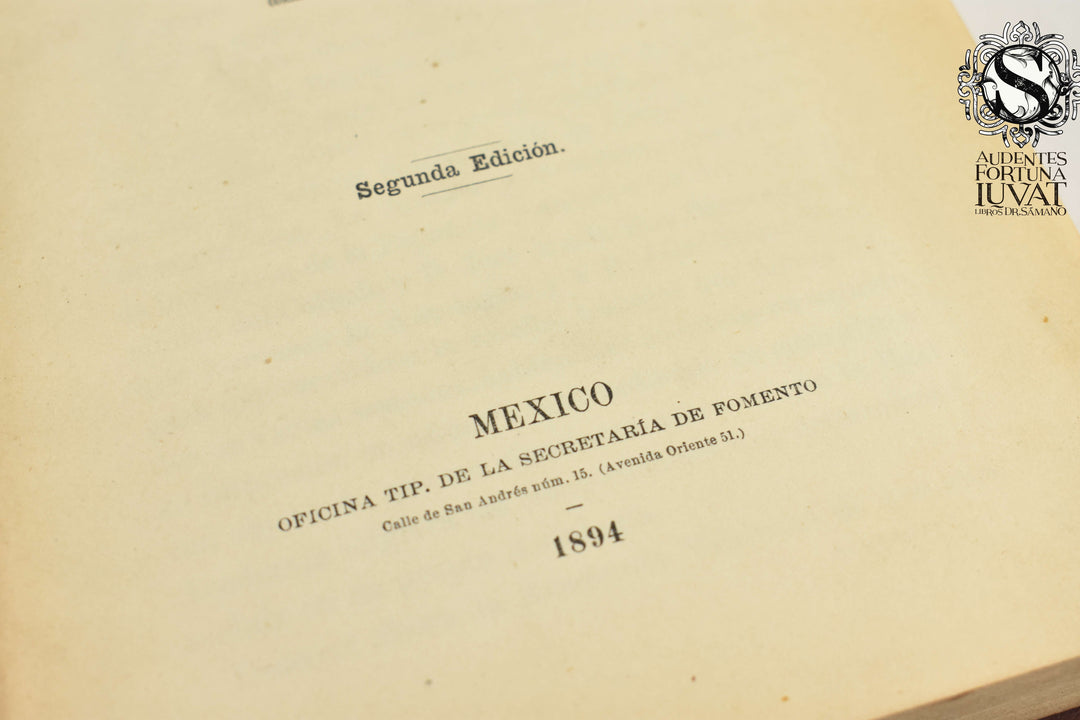 Segunda Edición.
MEXICO
OFICINA TIP. DE LA SECRETARÍA DE FOMENTO
Calle de San Andrés núm. 15. (Avenida Oriente 51.)
1894
S
AUDENTES
FORTUNA
IUVAT
LIBROS DR. SÁMANO